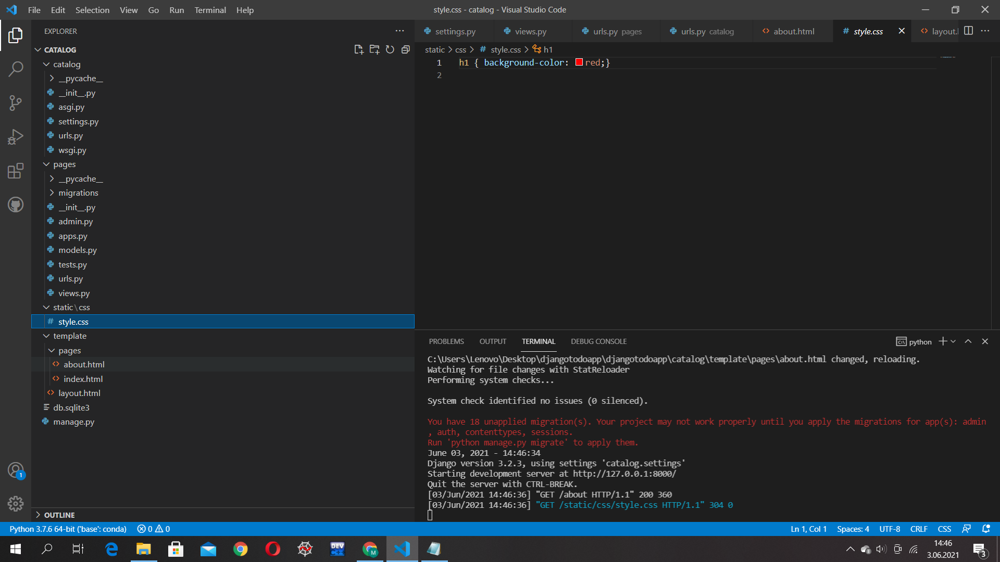 File Edit Selection View Go Run Terminal Help
style.css - catalog - Visual Studio Code
EXPLORER
CATALOG
catalog
__pycache__
__init__.py
asgi.py
settings.py
urls.py
wsgi.py
pages
__pycache__
migrations
__init__.py
admin.py
apps.py
models.py
tests.py
urls.py
views.py
static\css
# style.css
template
pages
<> about.html
<> index.html
<> layout.html
db.sqlite3
manage.py
OUTLINE
settings.py views.py urls.py pages urls.py catalog <> about.html # style.css <> layout.
static > css > # style.css > h1
1 h1 { background-color: red;}
2
PROBLEMS OUTPUT TERMINAL DEBUG CONSOLE
python
C:\Users\Lenovo\Desktop\djangotodoapp\djangotodoapp\catalog\template\pages\about.html changed, reloading.
Watching for file changes with StatReloader
Performing system checks...
System check identified no issues (0 silenced).
You have 18 unapplied migration(s). Your project may not work properly until you apply the migrations for app(s): admin
, auth, contenttypes, sessions.
Run 'python manage.py migrate' to apply them.
June 03, 2021 - 14:46:34
Django version 3.2.3, using settings 'catalog.settings'
Starting development server at http://127.0.0.1:8000/
Quit the server with CTRL-BREAK.
[03/Jun/2021 14:46:36] "GET /about HTTP/1.1" 200 360
[03/Jun/2021 14:46:36] "GET /static/css/style.css HTTP/1.1" 304 0
1
Python 3.7.6 64-bit ('base': conda) 0 0
Ln 1, Col 1 Spaces: 4 UTF-8 CRLF CSS
DEV C++
M
14:46
3.06.2021
3